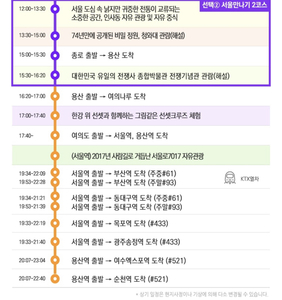 선택② 서울만나기 2코스
12:00~13:30
서울 도심 속 낡지만 귀중한 전통이 교류되는
소중한 공간, 인사동 자유 관광 및 자유 중식
13:30~15:00
74년만에 공개된 비밀 정원, 청와대 관람(해설)
15:00~15:30
종로 출발 → 용산 도착
15:30~16:20
대한민국 유일의 전쟁사 종합박물관 전쟁기념관 관람(해설)
16:20~17:00
용산 출발 → 여의나루 도착
17:00~17:40
한강 위 선셋과 함께하는 그림같은 선셋크루즈 체험
17:40~
여의도 출발 → 서울역, 용산역 도착
(서울역) 2017년 사람길로 거듭난 서울로7017 자유관광
19:34~22:09
서울역 출발 → 부산역 도착 (주중#61)
19:53~22:28
서울역 출발 → 부산역 도착 (주말#93)
KTX열차
19:34~21:21
서울역 출발 → 동대구역 도착 (주중#61)
19:53~21:39
서울역 출발 → 동대구역 도착 (주말#93)
19:33~22:19
서울역 출발 → 목포역 도착 (#433)
19:33~21:40
서울역 출발 → 광주송정역 도착 (#433)
20:07~23:04
용산역 출발 → 여수엑스포역 도착 (#521)
20:07~22:40
용산역 출발 → 순천역 도착 (#521)
* 상기 일정은 현지사정이나 기상에 의해 다소 변경될 수 있습니다.